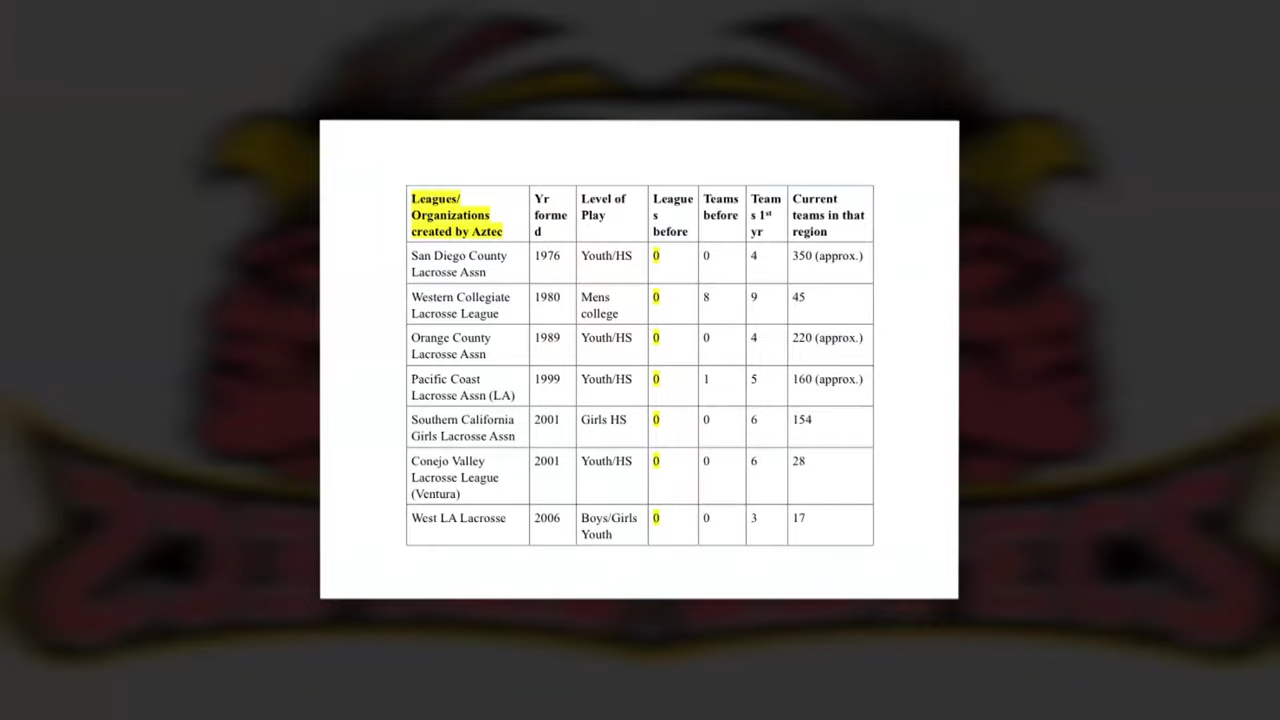 Leagues/ Organizations created by Aztec | Yr forme d | Level of Play | League s before | Teams before | Team s 1st yr | Current teams in that region
San Diego County Lacrosse Assn | 1976 | Youth/HS | 0 | 0 | 4 | 350 (approx.)
Western Collegiate Lacrosse League | 1980 | Mens college | 0 | 8 | 9 | 45
Orange County Lacrosse Assn | 1989 | Youth/HS | 0 | 0 | 4 | 220 (approx.)
Pacific Coast Lacrosse Assn (LA) | 1999 | Youth/HS | 0 | 1 | 5 | 160 (approx.)
Southern California Girls Lacrosse Assn | 2001 | Girls HS | 0 | 0 | 6 | 154
Conejo Valley Lacrosse League (Ventura) | 2001 | Youth/HS | 0 | 0 | 6 | 28
West LA Lacrosse | 2006 | Boys/Girls Youth | 0 | 0 | 3 | 17